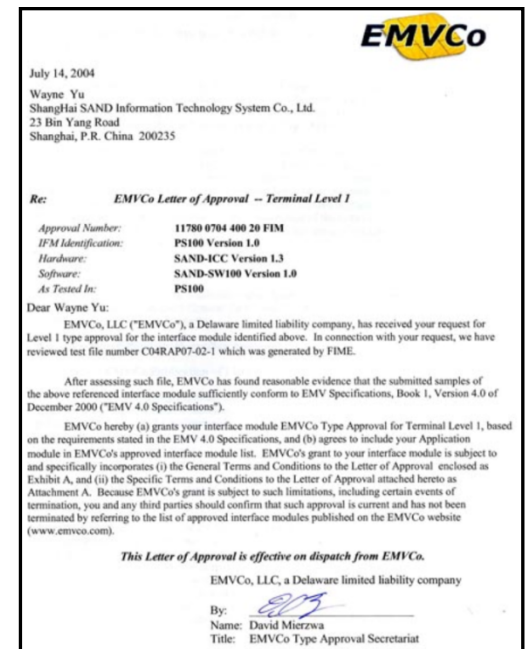 EMVCo
July 14, 2004
Wayne Yu
ShangHai SAND Information Technology System Co., Ltd.
23 Bin Yang Road
Shanghai, P.R. China 200235
Re: EMVCo Letter of Approval -- Terminal Level 1
Approval Number: 11780 0704 400 20 FIM
IFM Identification: PS100 Version 1.0
Hardware: SAND-ICC Version 1.3
Software: SAND-SW100 Version 1.0
As Tested In: PS100
Dear Wayne Yu:
EMVCo, LLC ("EMVCo"), a Delaware limited liability company, has received your request for
Level 1 type approval for the interface module identified above. In connection with your request, we have
reviewed test file number C04RAP07-02-1 which was generated by FIME.
After assessing such file, EMVCo has found reasonable evidence that the submitted samples of
the above referenced interface module sufficiently conform to EMV Specifications, Book 1, Version 4.0 of
December 2000 ("EMV 4.0 Specifications").
EMVCo hereby (a) grants your interface module EMVCo Type Approval for Terminal Level 1, based
on the requirements stated in the EMV 4.0 Specifications, and (b) agrees to include your Application
module in EMVCo's approved interface module list. EMVCo's grant to your interface module is subject to
and specifically incorporates (i) the General Terms and Conditions to the Letter of Approval enclosed as
Exhibit A, and (ii) the Specific Terms and Conditions to the Letter of Approval attached hereto as
Attachment A. Because EMVCo's grant is subject to such limitations, including certain events of
termination, you and any third parties should confirm that such approval is current and has not been
terminated by referring to the list of approved interface modules published on the EMVCo website
(www.emvco.com).
This Letter of Approval is effective on dispatch from EMVCo.
EMVCo, LLC, a Delaware limited liability company
By:
Name: David Mierzwa
Title: EMVCo Type Approval Secretariat